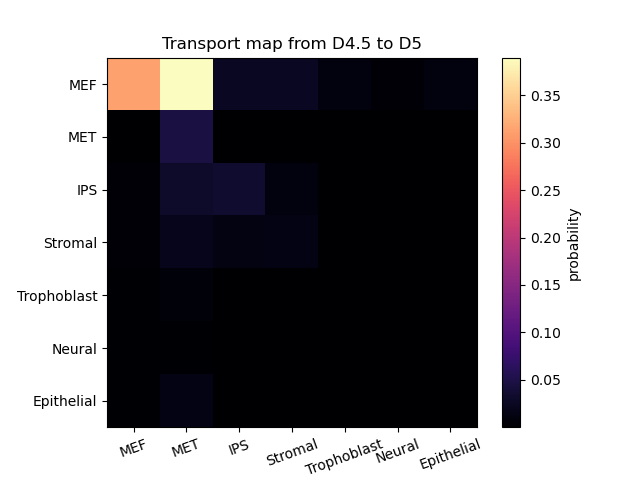 Transport map from D4.5 to D5
MEF
MET
IPS
Stromal
Trophoblast
Neural
Epithelial
MEF
MET
IPS
Stromal
Trophoblast
Neural
Epithelial
0.35
0.30
0.25
0.20
0.15
0.10
0.05
probability